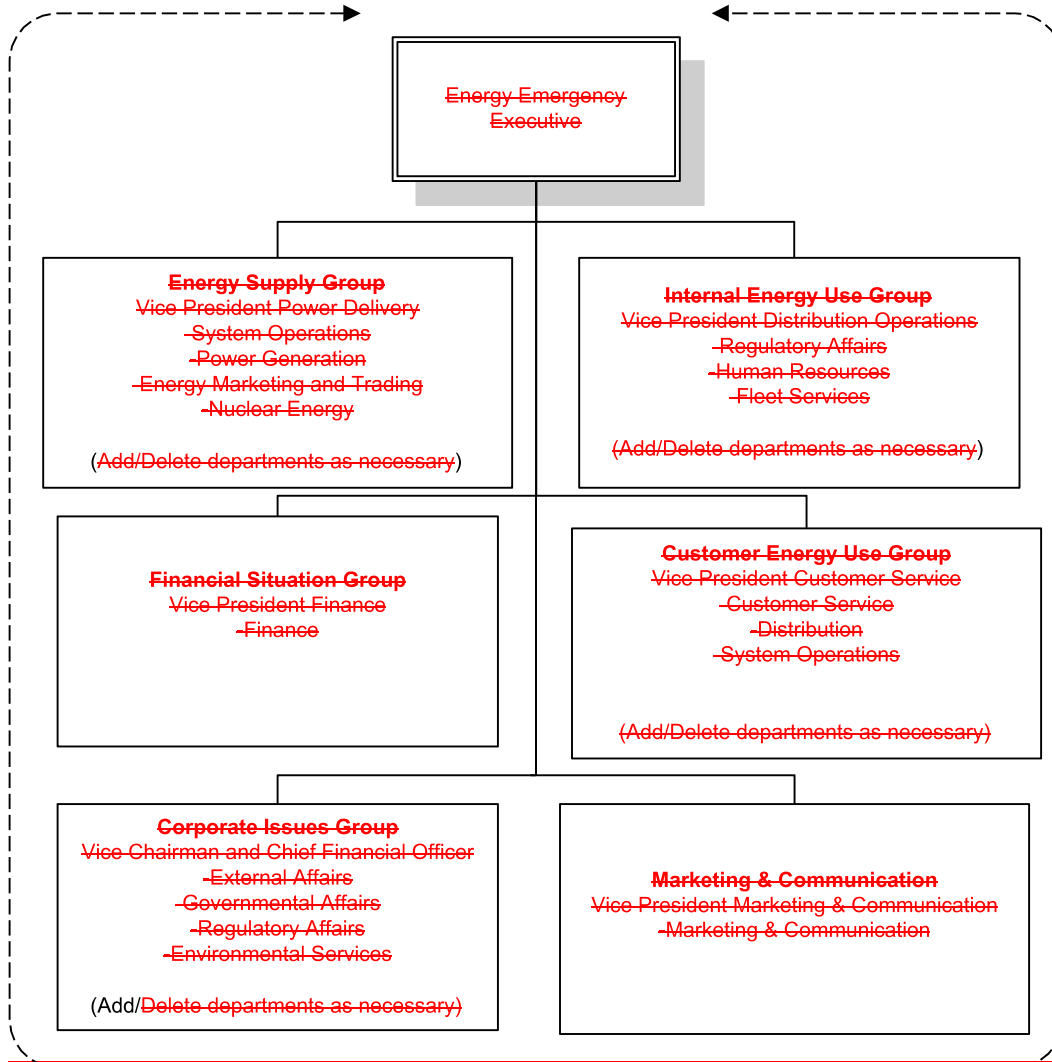 Energy Emergency
Executive
Energy Supply Group
Vice President Power Delivery
-System Operations
-Power Generation
-Energy Marketing and Trading
-Nuclear Energy
(Add/Delete departments as necessary)
Internal Energy Use Group
Vice President Distribution Operations
-Regulatory Affairs
-Human Resources
-Fleet Services
(Add/Delete departments as necessary)
Financial Situation Group
Vice President Finance
-Finance
Customer Energy Use Group
Vice President Customer Service
-Customer Service
-Distribution
-System Operations
(Add/Delete departments as necessary)
Corporate Issues Group
Vice Chairman and Chief Financial Officer
-External Affairs
-Governmental Affairs
-Regulatory Affairs
-Environmental Services
(Add/Delete departments as necessary)
Marketing & Communication
Vice President Marketing & Communication
-Marketing & Communication